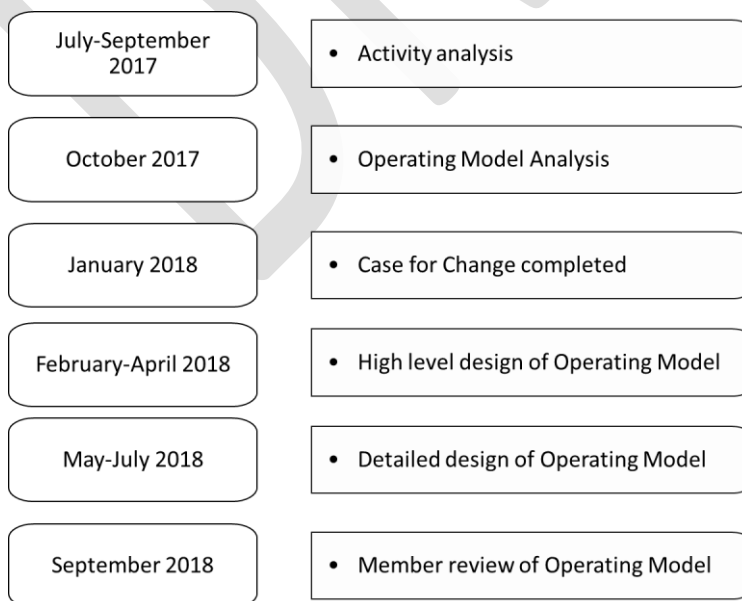 July-September
2017
• Activity analysis
October 2017
• Operating Model Analysis
January 2018
• Case for Change completed
February-April 2018
• High level design of Operating Model
May-July 2018
• Detailed design of Operating Model
September 2018
• Member review of Operating Model